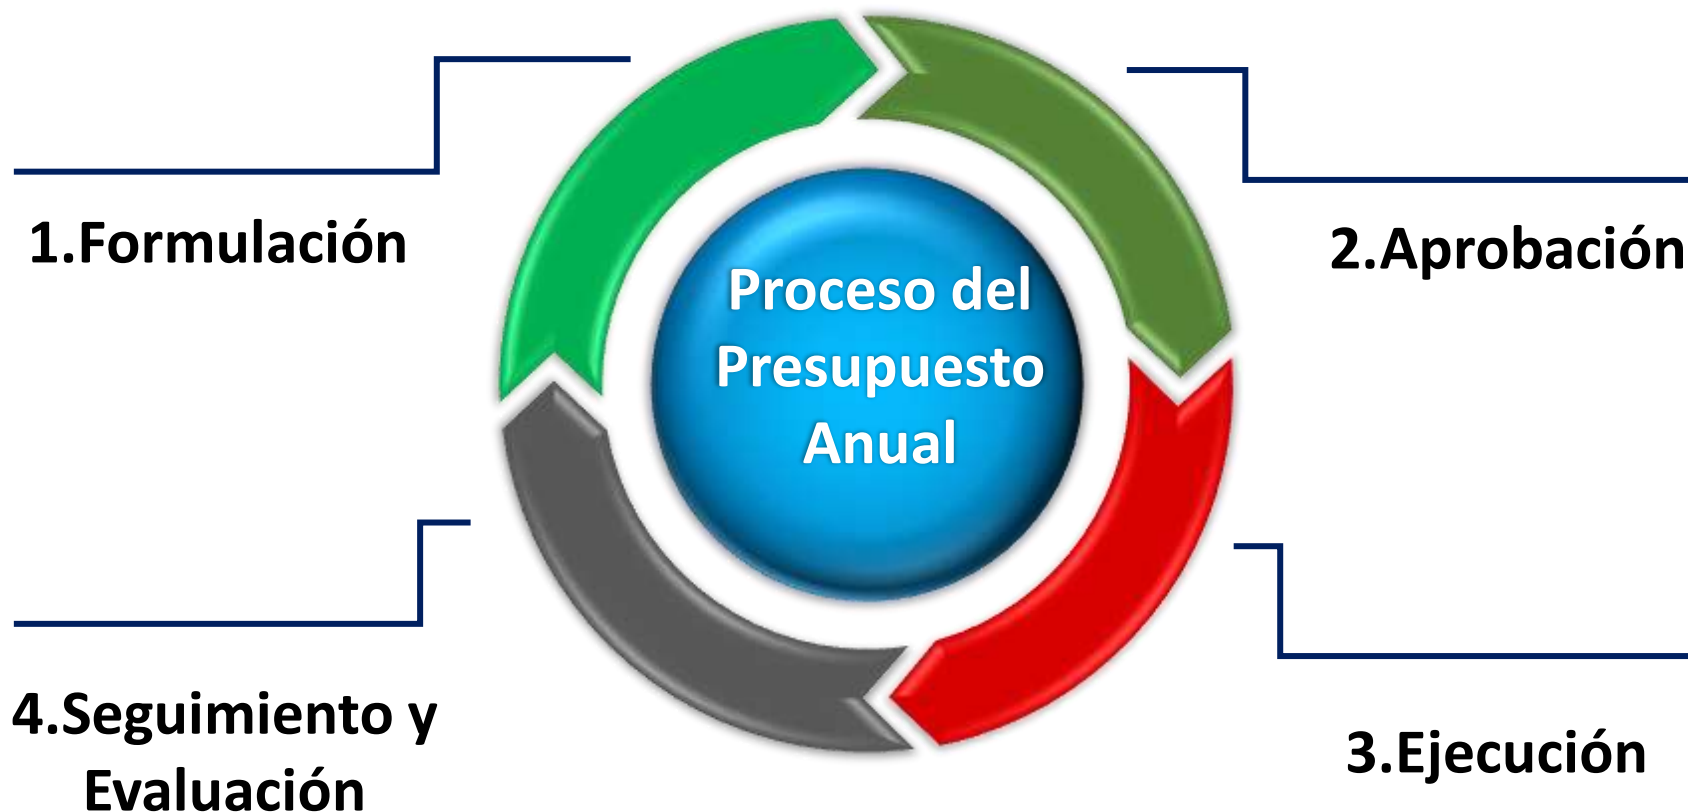 1.Formulación
2.Aprobación
Proceso del
Presupuesto
Anual
4.Seguimiento y
Evaluación
3.Ejecución